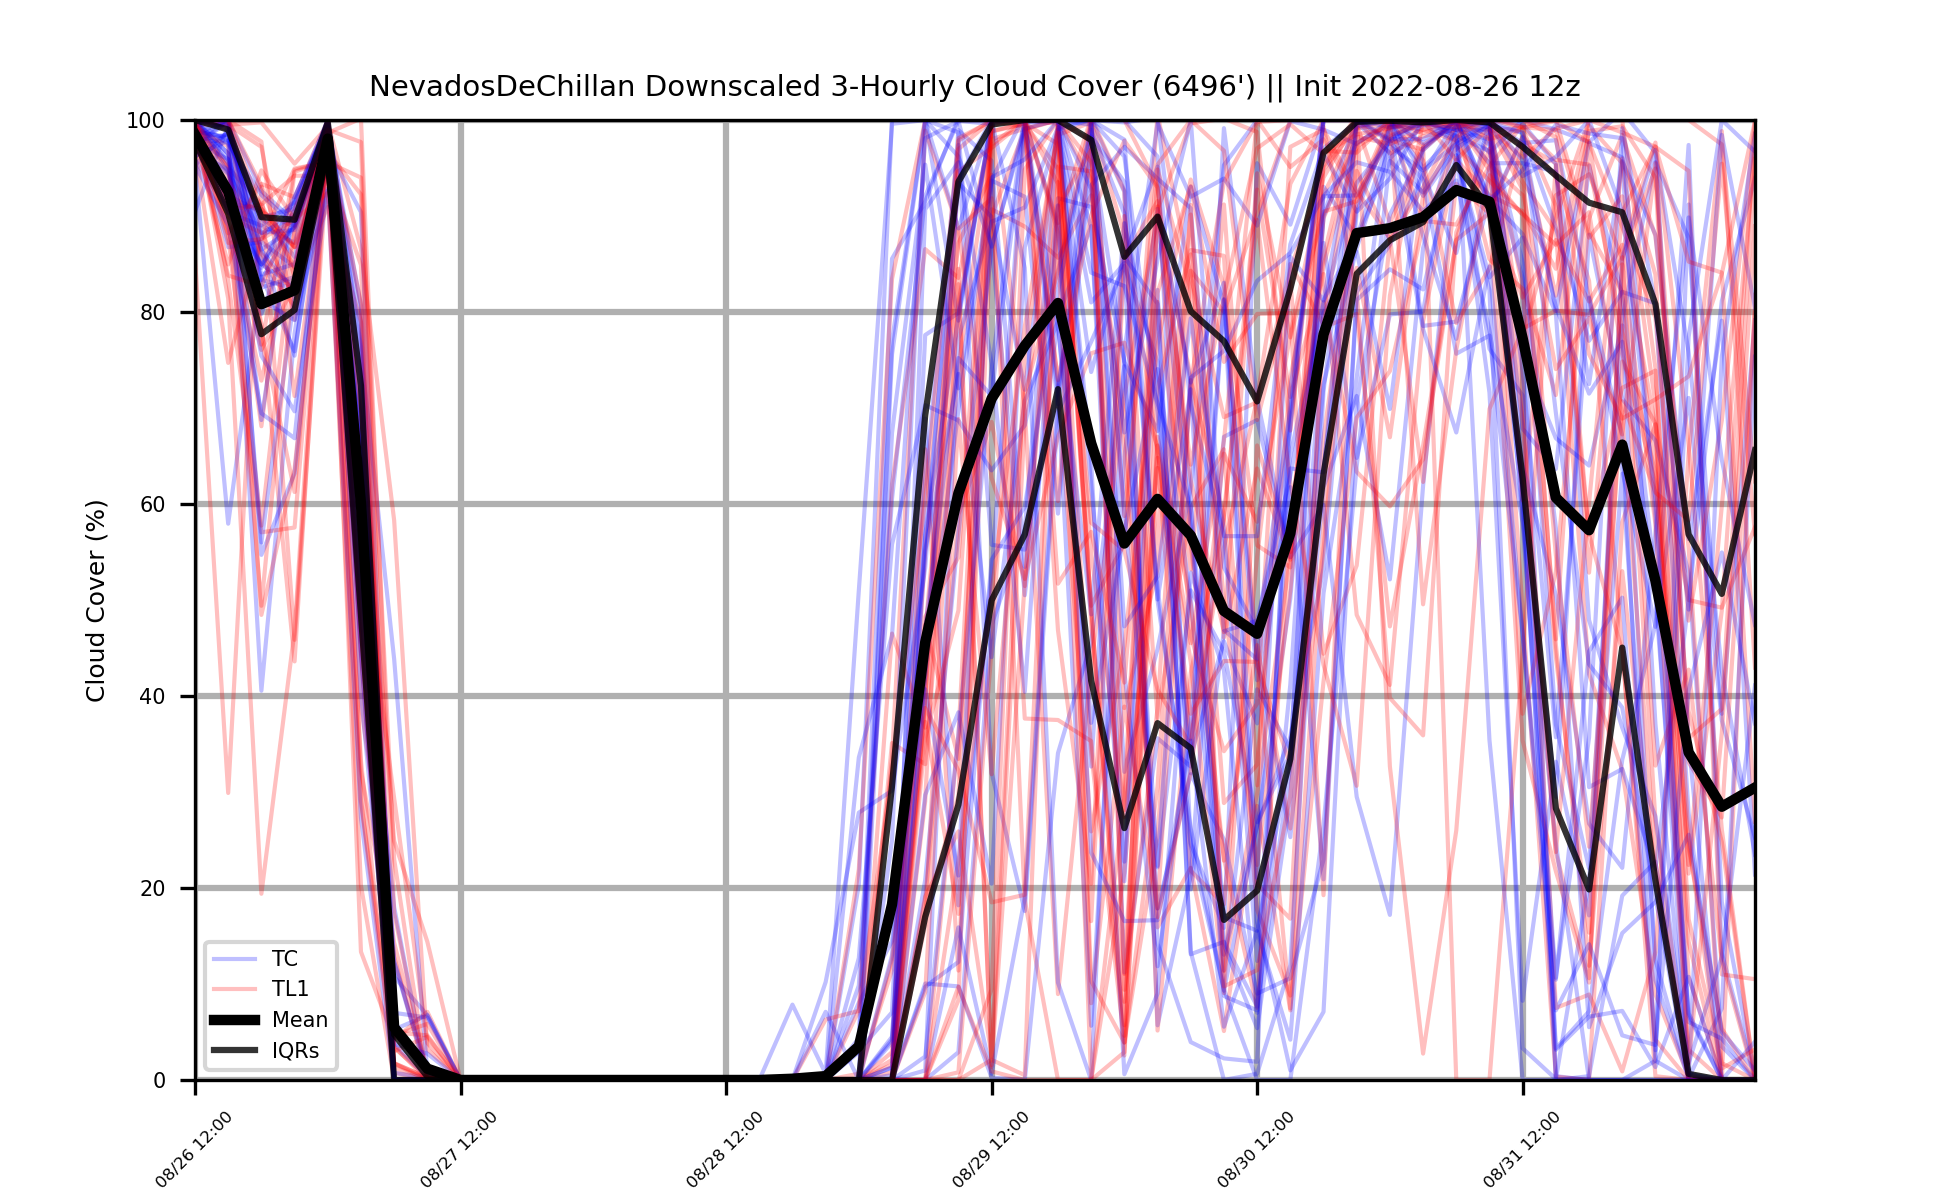 NevadosDeChillan Downscaled 3-Hourly Cloud Cover (6496') || Init 2022-08-26 12z
Cloud Cover (%)
100
80
60
40
20
0
TC
TL1
Mean
IQRs
08/26 12:00
08/27 12:00
08/28 12:00
08/29 12:00
08/30 12:00
08/31 12:00